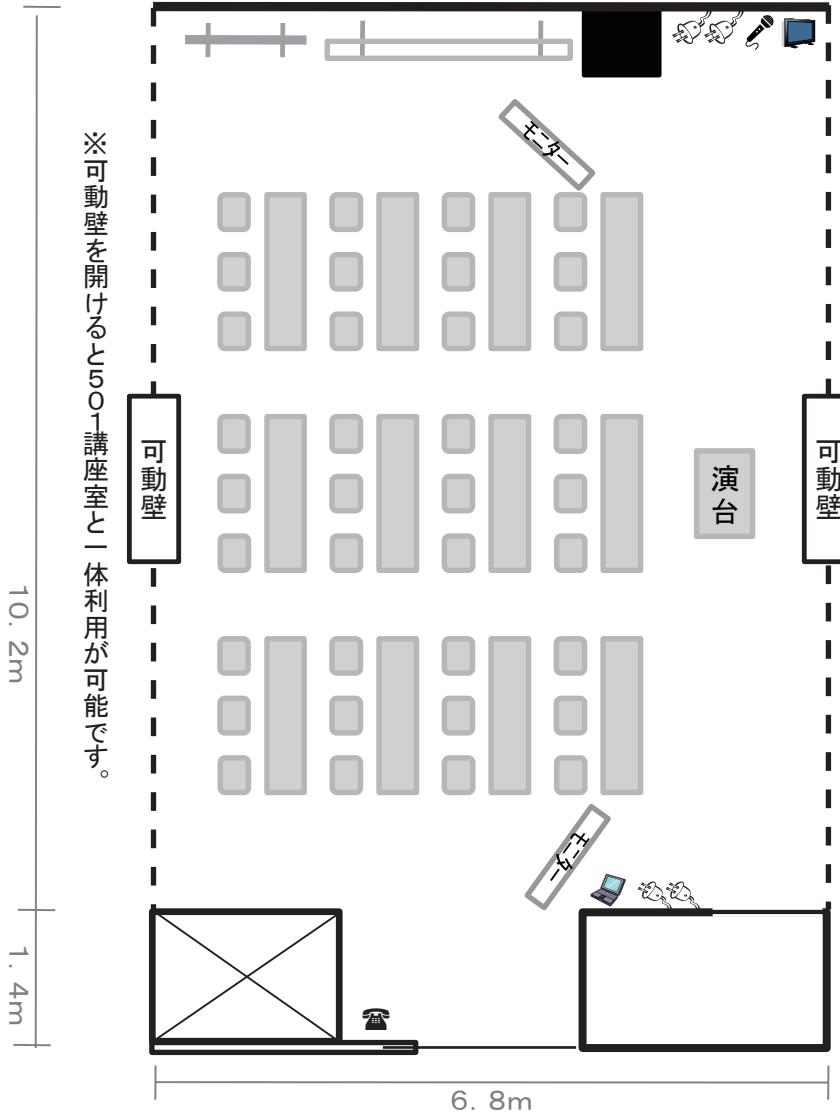 モニター
※可動壁を開けると501講座室と一体利用が可能です。
可動壁
演台
可動壁
10.2m
モニター
1.4m
6.8m